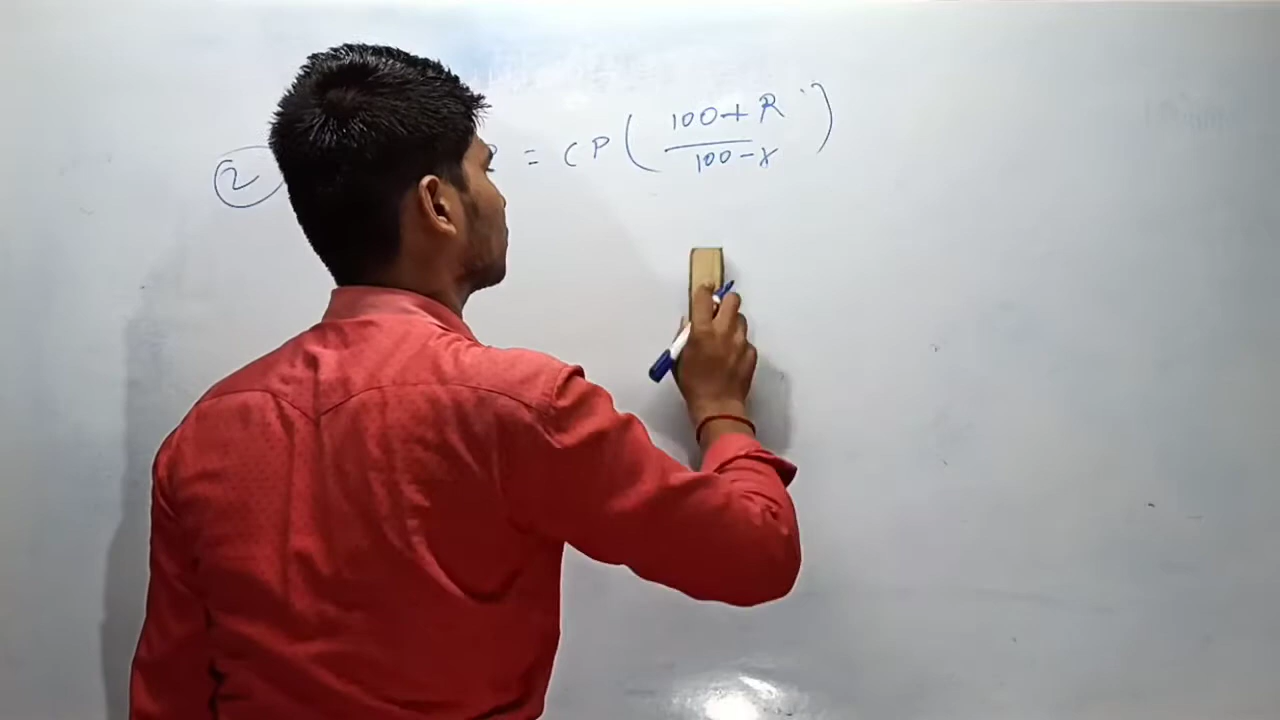 ② P = CP ( 100+R / 100-x )